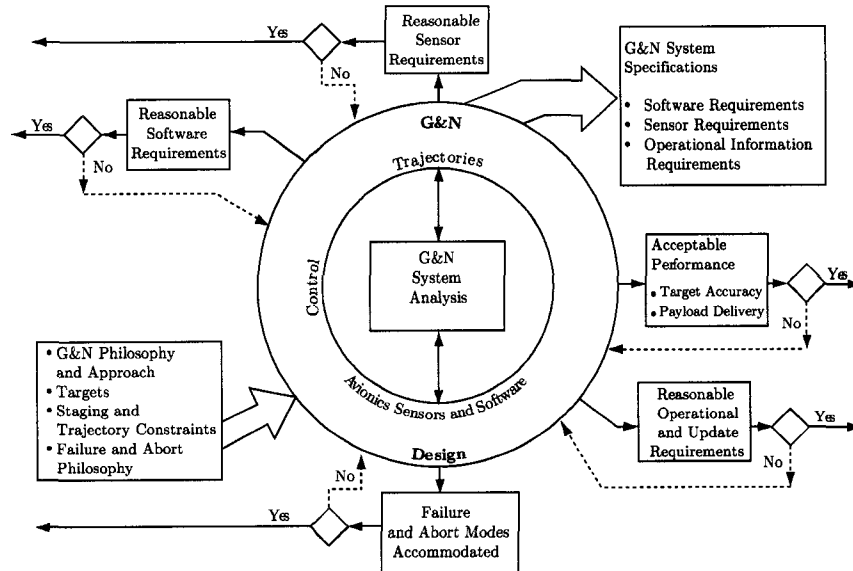 Yes
No
Reasonable
Sensor
Requirements
G&N System
Specifications
• Software Requirements
• Sensor Requirements
• Operational Information
Requirements
Yes
No
Reasonable
Software
Requirements
G&N
Trajectories
Control
G&N
System
Analysis
Avionics Sensors and Software
Design
Acceptable
Performance
• Target Accuracy
• Payload Delivery
Yes
No
• G&N Philosophy
and Approach
• Targets
• Staging and
Trajectory Constraints
• Failure and Abort
Philosophy
Reasonable
Operational
and Update
Requirements
Yes
No
Yes
No
Failure
and Abort Modes
Accommodated